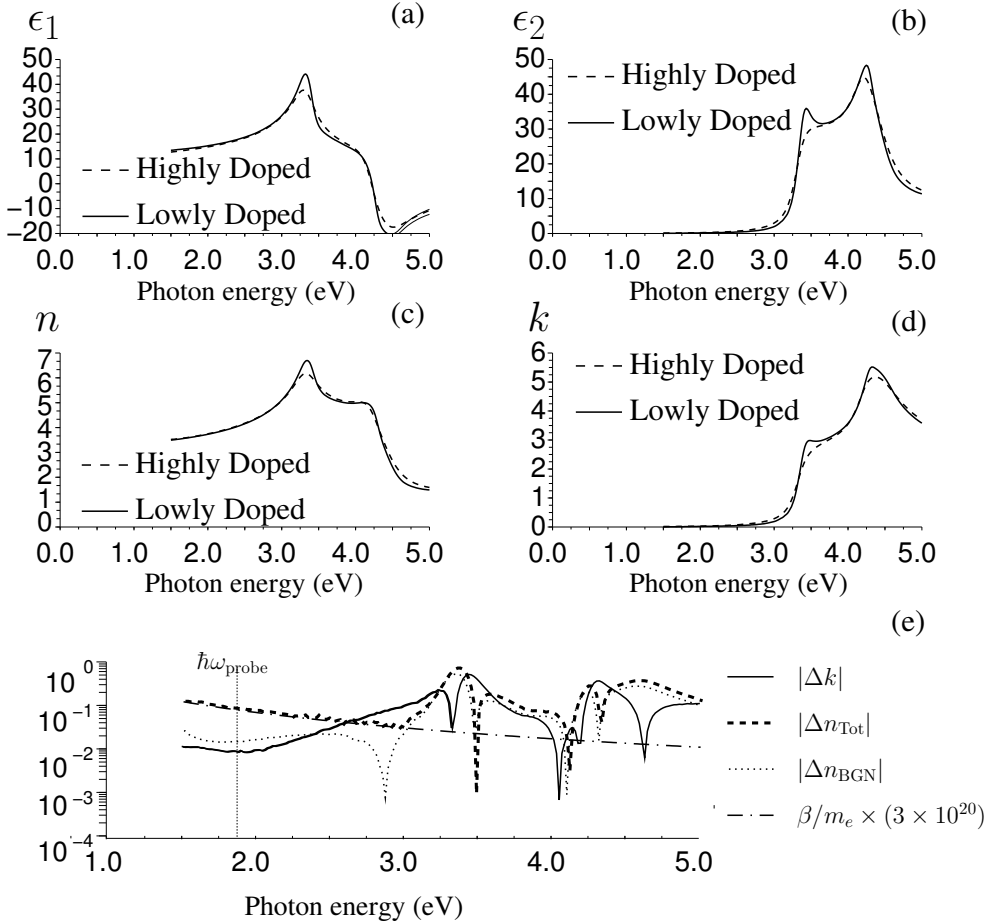 ϵ1 (a)
50
40
30
20
10
0
−10
−20
Highly Doped
Lowly Doped
0.0 1.0 2.0 3.0 4.0 5.0
Photon energy (eV)
ϵ2 (b)
50
40
30
20
10
0
Highly Doped
Lowly Doped
0.0 1.0 2.0 3.0 4.0 5.0
Photon energy (eV)
n (c)
7
6
5
4
3
2
1
0
Highly Doped
Lowly Doped
0.0 1.0 2.0 3.0 4.0 5.0
Photon energy (eV)
k (d)
6
5
4
3
2
1
0
Highly Doped
Lowly Doped
0.0 1.0 2.0 3.0 4.0 5.0
Photon energy (eV)
(e)
ℏω_probe
10^0
10^−1
10^−2
10^−3
10^−4
1.0 2.0 3.0 4.0 5.0
Photon energy (eV)
|Δk|
|Δn_Tot|
|Δn_BGN|
β/m_e × (3 × 10^20)